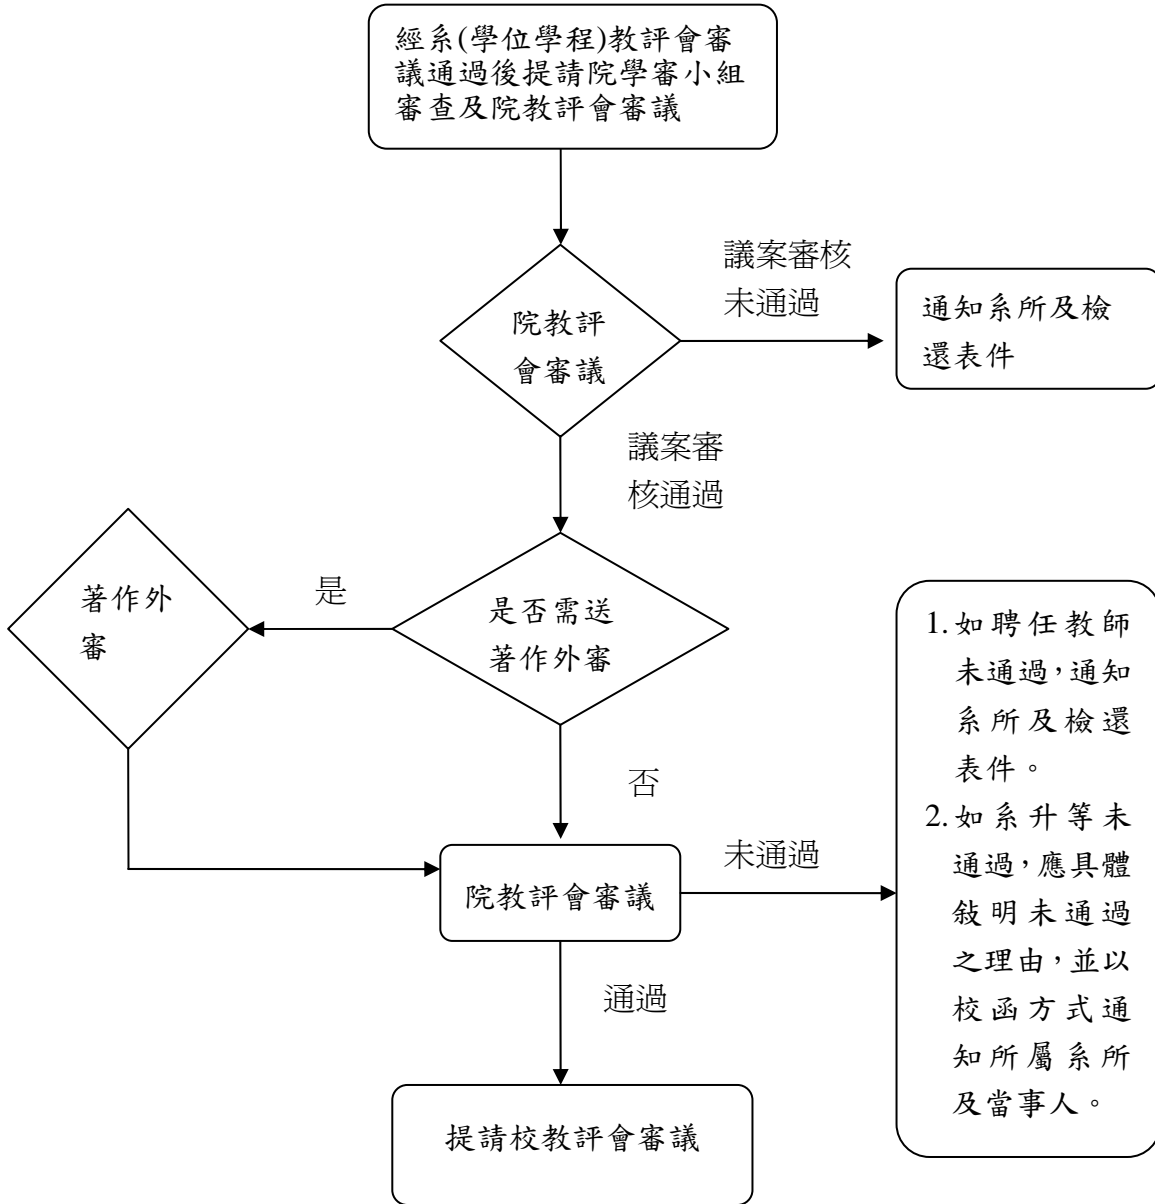 經系(學位學程)教評會審
議通過後提請院學審小組
審查及院教評會審議
議案審核
未通過
院教評
會審議
通知系所及檢
還表件
議案審
核通過
著作外
審
是
是否需送
著作外審
1. 如聘任教師
未通過，通知
系所及檢還
表件。
2. 如系升等未
通過，應具體
敍明未通過
之理由，並以
校函方式通
知所屬系所
及當事人。
否
院教評會審議
未通過
通過
提請校教評會審議